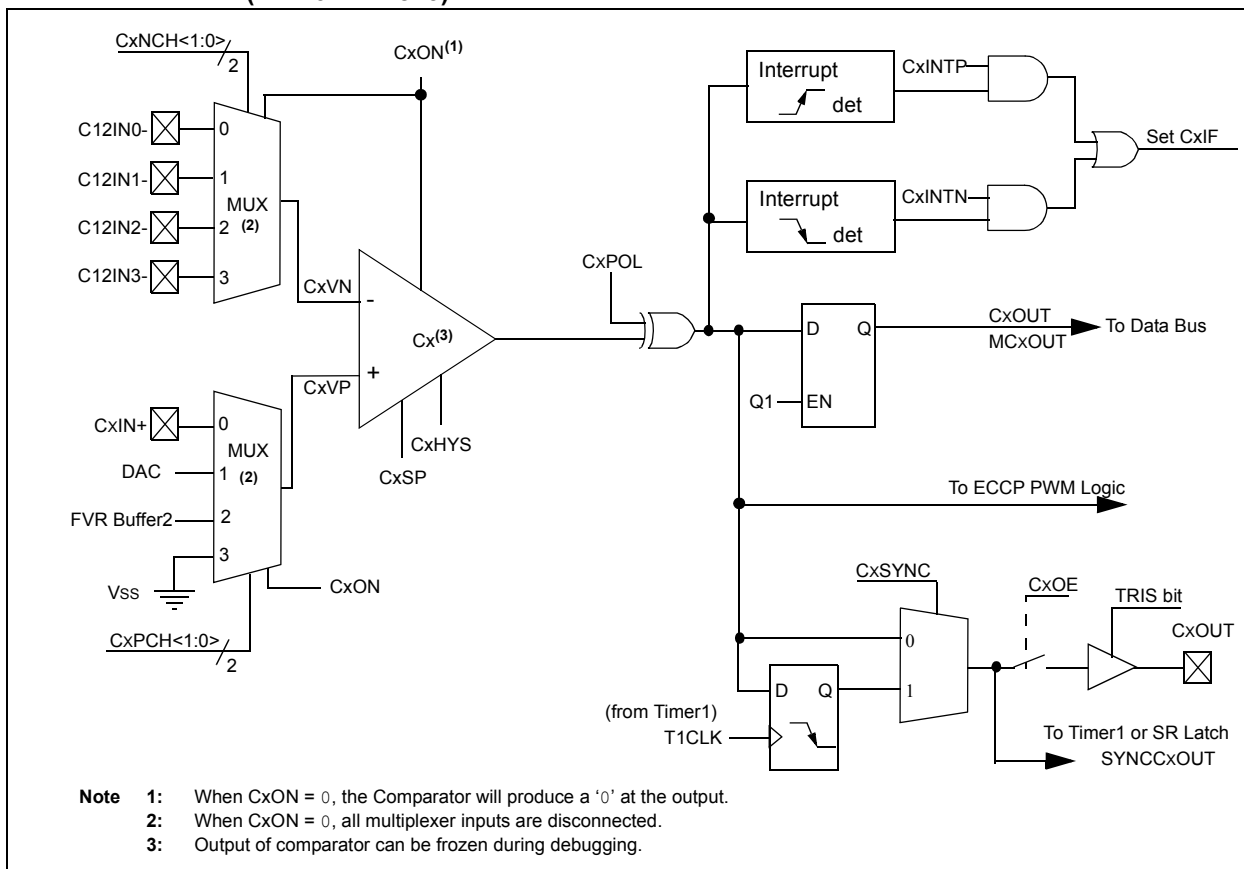 CxNCH<1:0>
2
CxON(1)
C12IN0-
0
C12IN1-
1
MUX
(2)
C12IN2-
2
C12IN3-
3
CxVN
-
Cx(3)
+
CxVP
CxHYS
CxSP
CxIN+
0
MUX
(2)
DAC
1
FVR Buffer2
2
3
Vss
CxON
CxPCH<1:0>
2
CxPOL
Interrupt
det
CxINTP
Interrupt
det
CxINTN
Set CxIF
D Q
Q1
EN
CxOUT
MCxOUT
To Data Bus
To ECCP PWM Logic
CxSYNC
0
1
D Q
(from Timer1)
T1CLK
CxOE
TRIS bit
CxOUT
To Timer1 or SR Latch
SYNCCxOUT
Note 1: When CxON = 0, the Comparator will produce a ‘0’ at the output.
2: When CxON = 0, all multiplexer inputs are disconnected.
3: Output of comparator can be frozen during debugging.